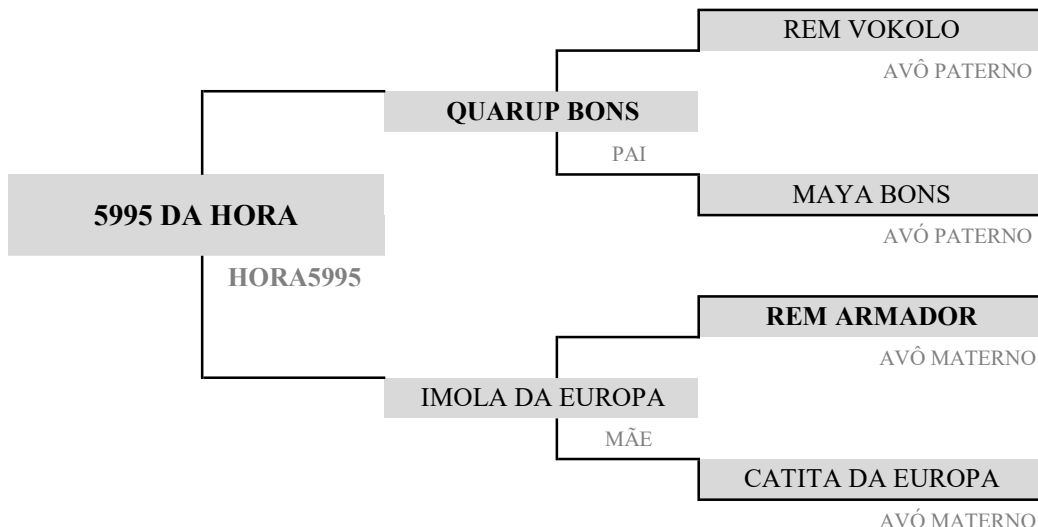 REM VOKOLO
AVÔ PATERNO
QUARUP BONS
PAI
MAYA BONS
AVÓ PATERNO
5995 DA HORA
HORA5995
REM ARMADOR
AVÔ MATERNO
IMOLA DA EUROPA
MÃE
CATITA DA EUROPA
AVÓ MATERNO